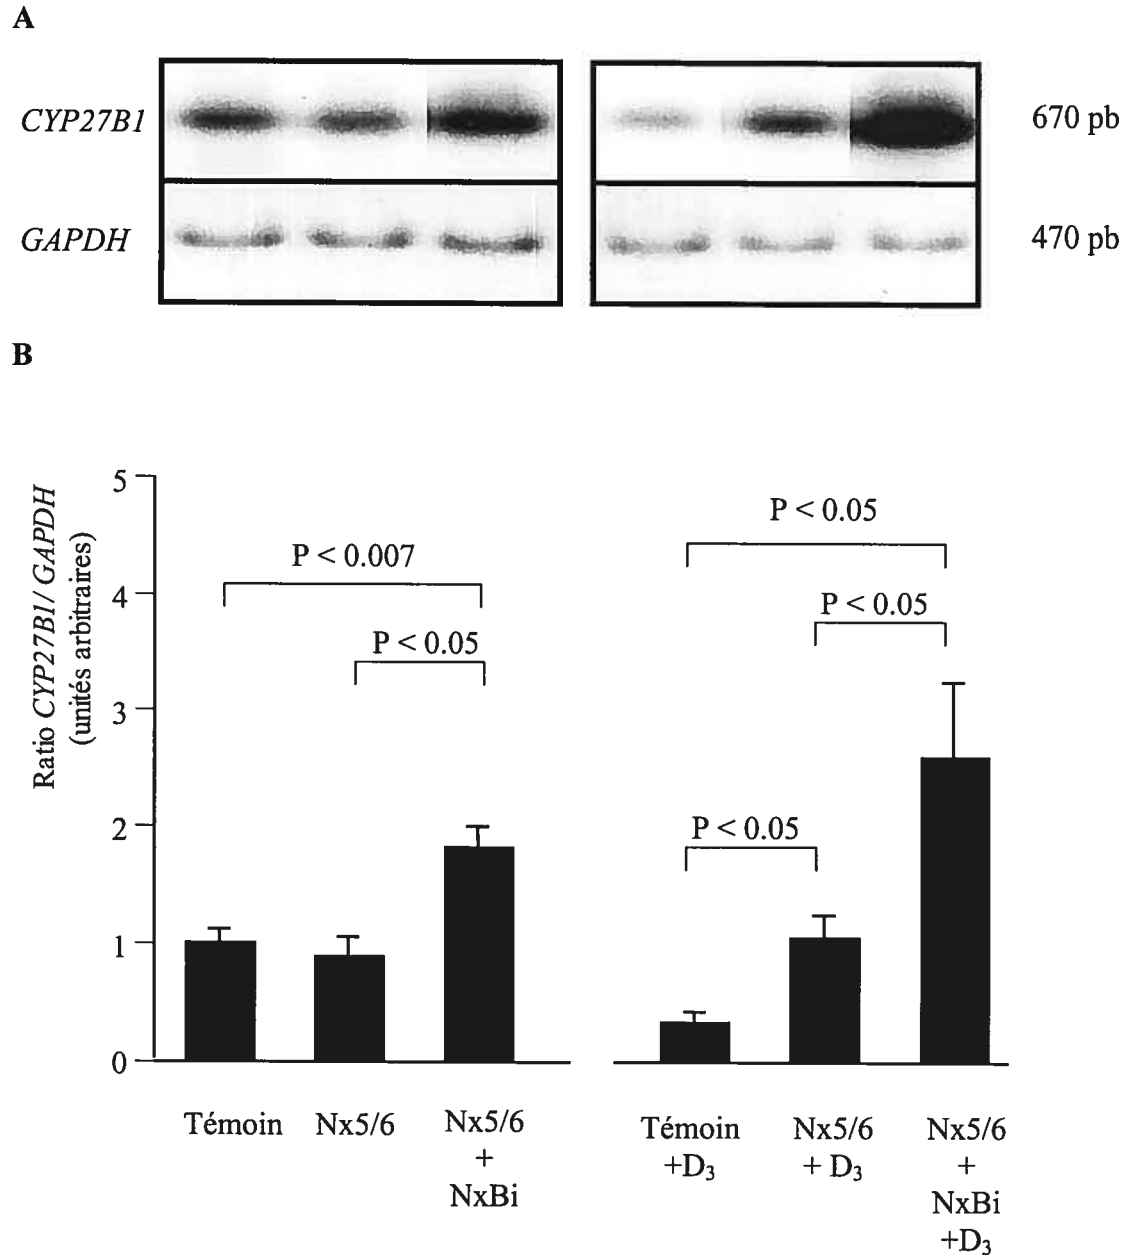 A
CYP27B1
670 pb
GAPDH
470 pb
B
Ratio CYP27B1/ GAPDH
(unités arbitraires)
5
4
3
2
1
0
P < 0.007
P < 0.05
P < 0.05
P < 0.05
P < 0.05
Témoin
Nx5/6
Nx5/6
+
NxBi
Témoin
+D₃
Nx5/6
+ D₃
Nx5/6
+
NxBi
+D₃